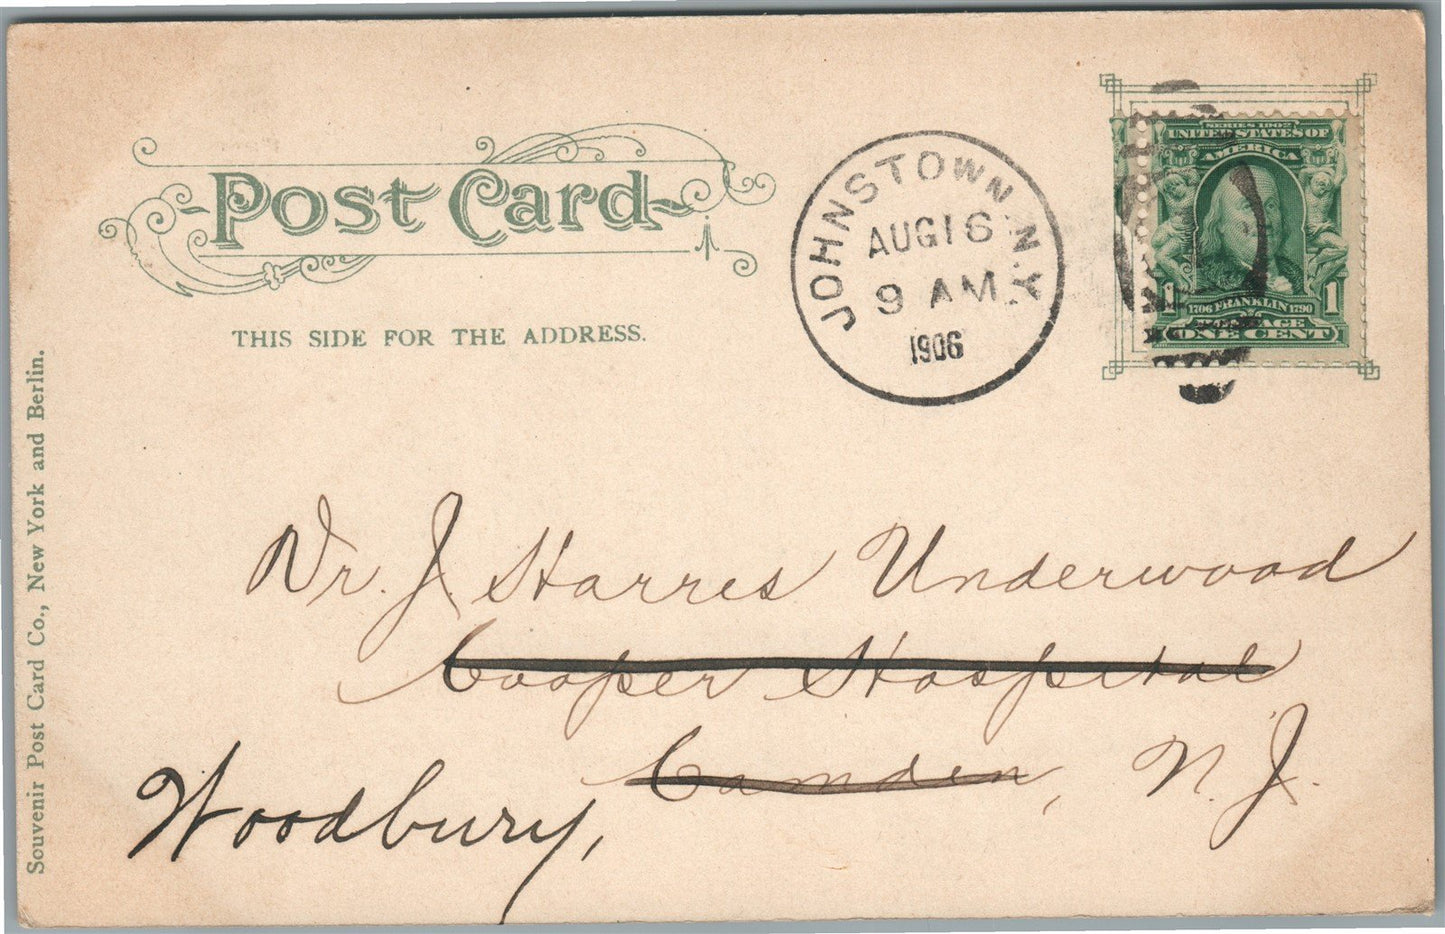 Post Card
THIS SIDE FOR THE ADDRESS.
JOHNSTOWN, N.Y.
AUG 16
9 AM
1906
SERIES 1902
UNITED STATES OF
AMERICA
1706 FRANKLIN 1790
1 1
POSTAGE
ONE CENT
Dr. J. Harris Underwood
Cooper Hospital
Camden, N. J.
Woodbury,
Souvenir Post Card Co., New York and Berlin.